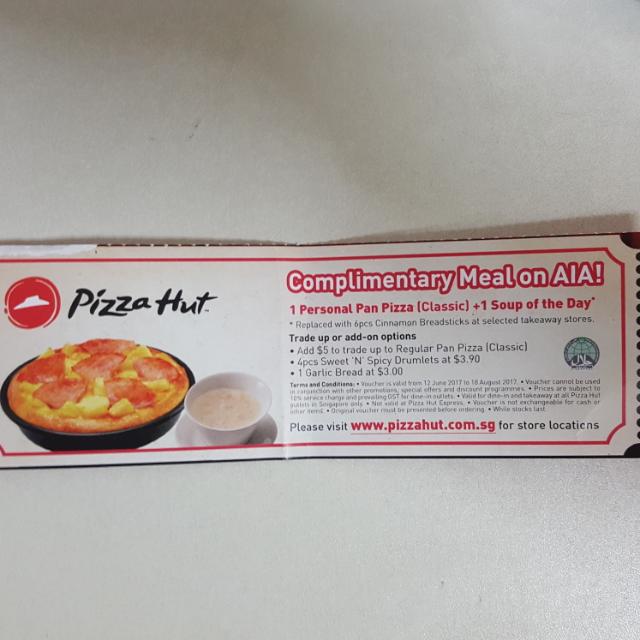 Pizza Hut
Complimentary Meal on AIA!
1 Personal Pan Pizza (Classic) +1 Soup of the Day*
* Replaced with 6pcs Cinnamon Breadsticks at selected takeaway stores.
Trade up or add-on options
• Add $5 to trade up to Regular Pan Pizza (Classic)
• 4pcs Sweet 'N' Spicy Drumlets at $3.90
• 1 Garlic Bread at $3.00
Terms and Conditions: • Voucher is valid from 12 June 2017 to 18 August 2017. • Voucher cannot be used
in conjunction with other promotions, special offers and discount programmes. • Prices are subject to
10% service charge and prevailing GST for dine-in outlets. • Valid for dine-in and takeaway at all Pizza Hut
outlets in Singapore only. • Not valid at Pizza Hut Express. • Voucher is not exchangeable for cash or
other items. • Original voucher must be presented before ordering. • While stocks last.
Please visit www.pizzahut.com.sg for store locations